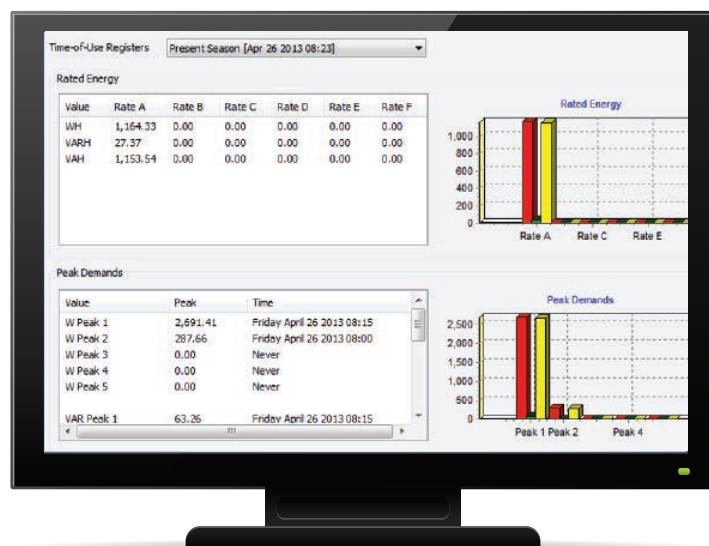 Time-of-Use Registers Present Season [Apr 26 2013 08:23]
Rated Energy
Value Rate A Rate B Rate C Rate D Rate E Rate F
WH 1,164.33 0.00 0.00 0.00 0.00 0.00
VARH 27.37 0.00 0.00 0.00 0.00 0.00
VAH 1,153.54 0.00 0.00 0.00 0.00 0.00
Rated Energy
1,000
800
600
400
200
0
Rate A Rate C Rate E
Peak Demands
Value Peak Time
W Peak 1 2,691.41 Friday April 26 2013 08:15
W Peak 2 287.66 Friday April 26 2013 08:00
W Peak 3 0.00 Never
W Peak 4 0.00 Never
W Peak 5 0.00 Never
VAR Peak 1 63.26 Friday April 26 2013 08:15
Peak Demands
2,500
2,000
1,500
1,000
500
0
Peak 1 Peak 2 Peak 4